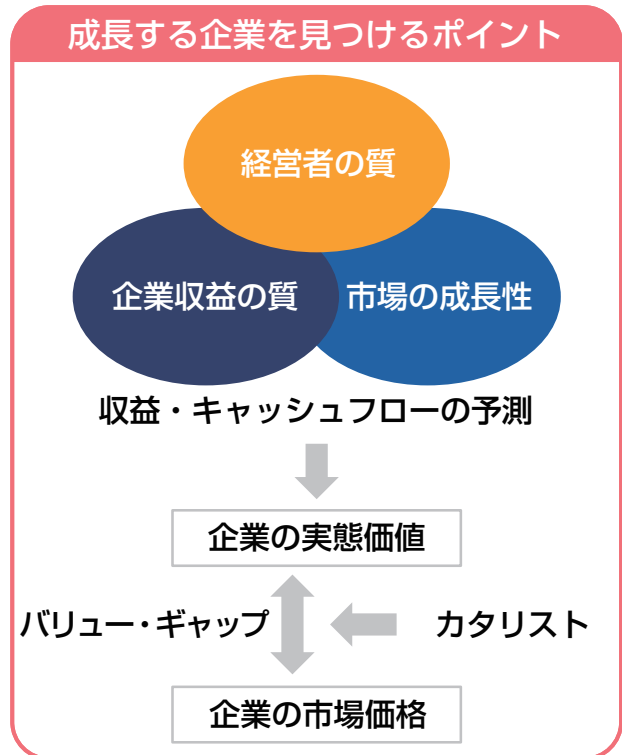 成長する企業を見つけるポイント
経営者の質
企業収益の質
市場の成長性
収益・キャッシュフローの予測
企業の実態価値
バリュー・ギャップ
カタリスト
企業の市場価格